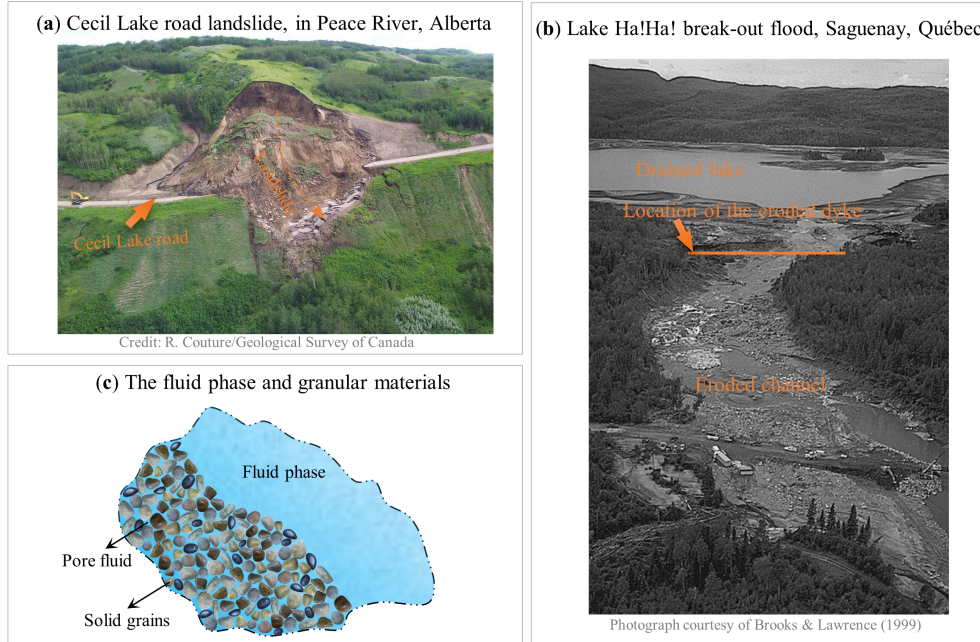 (a) Cecil Lake road landslide, in Peace River, Alberta
Landslide
Cecil Lake road
Credit: R. Couture/Geological Survey of Canada
(b) Lake Ha!Ha! break-out flood, Saguenay, Québec
Drained lake
Location of the eroded dyke
Eroded channel
Photograph courtesy of Brooks & Lawrence (1999)
(c) The fluid phase and granular materials
Fluid phase
Pore fluid
Solid grains